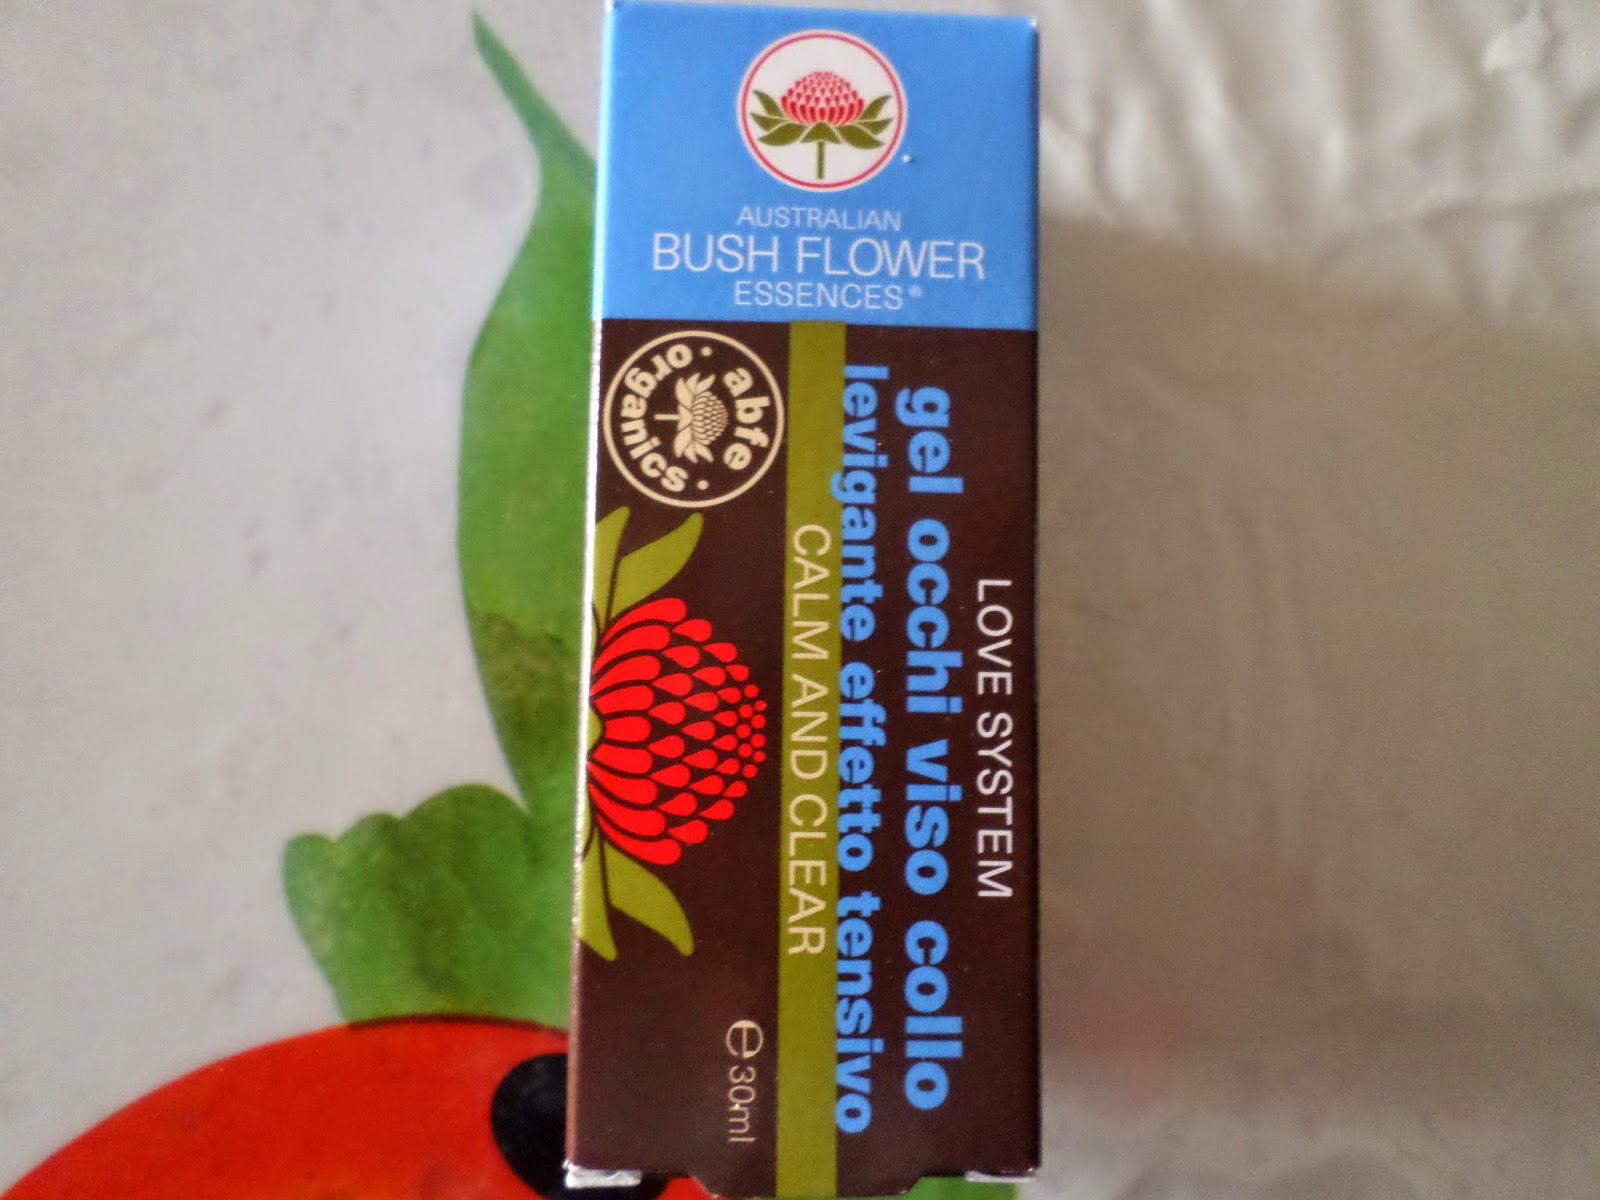 AUSTRALIAN
BUSH FLOWER
ESSENCES®
abfe
organics
LOVE SYSTEM
gel occhi viso collo
levigante effetto tensivo
CALM AND CLEAR
℮30ml